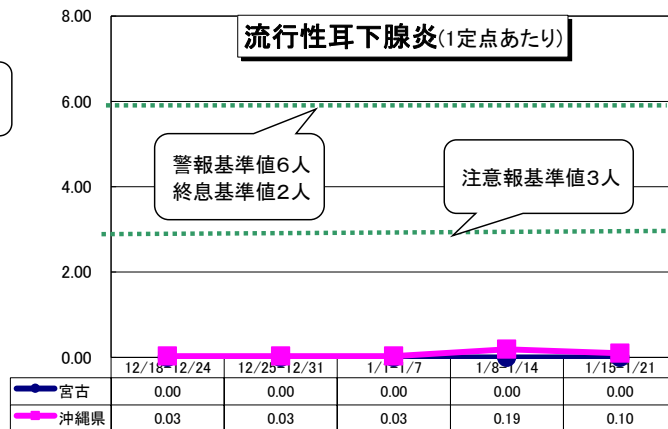 流行性耳下腺炎(1定点あたり)
8.00
6.00
4.00
2.00
0.00
警報基準値6人
終息基準値2人
注意報基準値3人
12/18-12/24 12/25-12/31 1/1-1/7 1/8-1/14 1/15-1/21
宮古 0.00 0.00 0.00 0.00 0.00
沖縄県 0.03 0.03 0.03 0.19 0.10